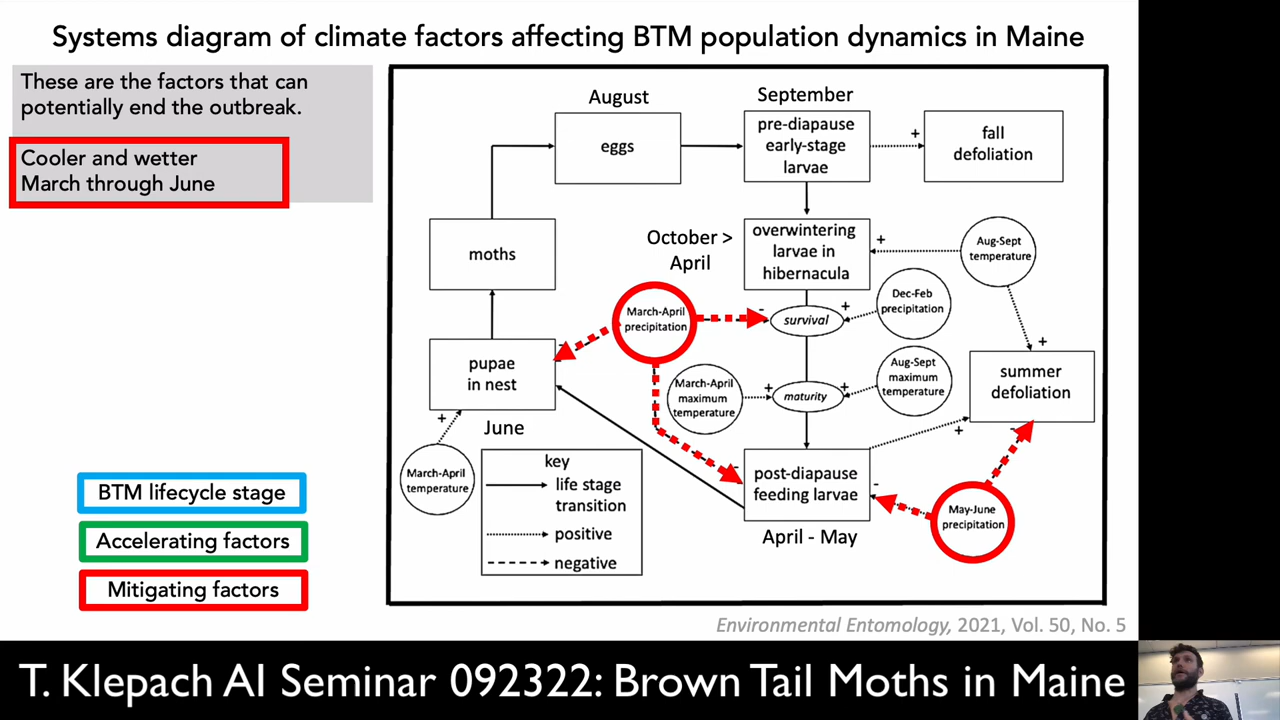 Systems diagram of climate factors affecting BTM population dynamics in Maine
These are the factors that can
potentially end the outbreak.
Cooler and wetter
March through June
August
eggs
September
pre-diapause
early-stage
larvae
+
fall
defoliation
moths
October >
April
overwintering
larvae in
hibernacula
+
Aug-Sept
temperature
March-April
precipitation
-
survival
+
Dec-Feb
precipitation
+
-
pupae
in nest
March-April
maximum
temperature
+
maturity
+
Aug-Sept
maximum
temperature
summer
defoliation
-
+
+
June
March-April
temperature
key
life stage
transition
positive
negative
-
post-diapause
feeding larvae
-
May-June
precipitation
April - May
BTM lifecycle stage
Accelerating factors
Mitigating factors
Environmental Entomology, 2021, Vol. 50, No. 5
T. Klepach AI Seminar 092322: Brown Tail Moths in Maine